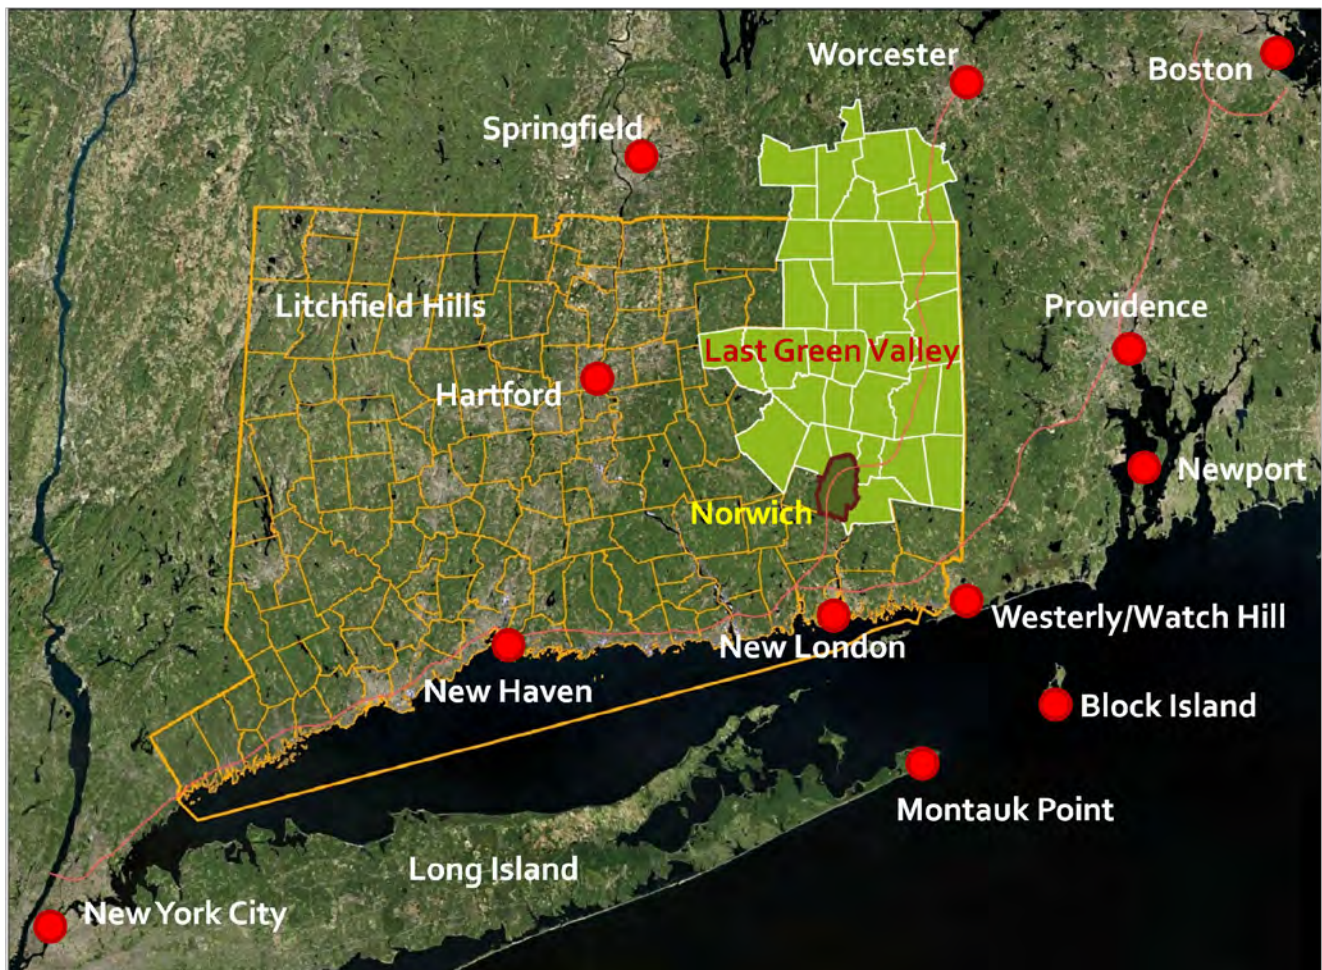 Worcester
Boston
Springfield
Litchfield Hills
Providence
Last Green Valley
Hartford
Newport
Norwich
Westerly/Watch Hill
New London
New Haven
Block Island
Montauk Point
Long Island
New York City